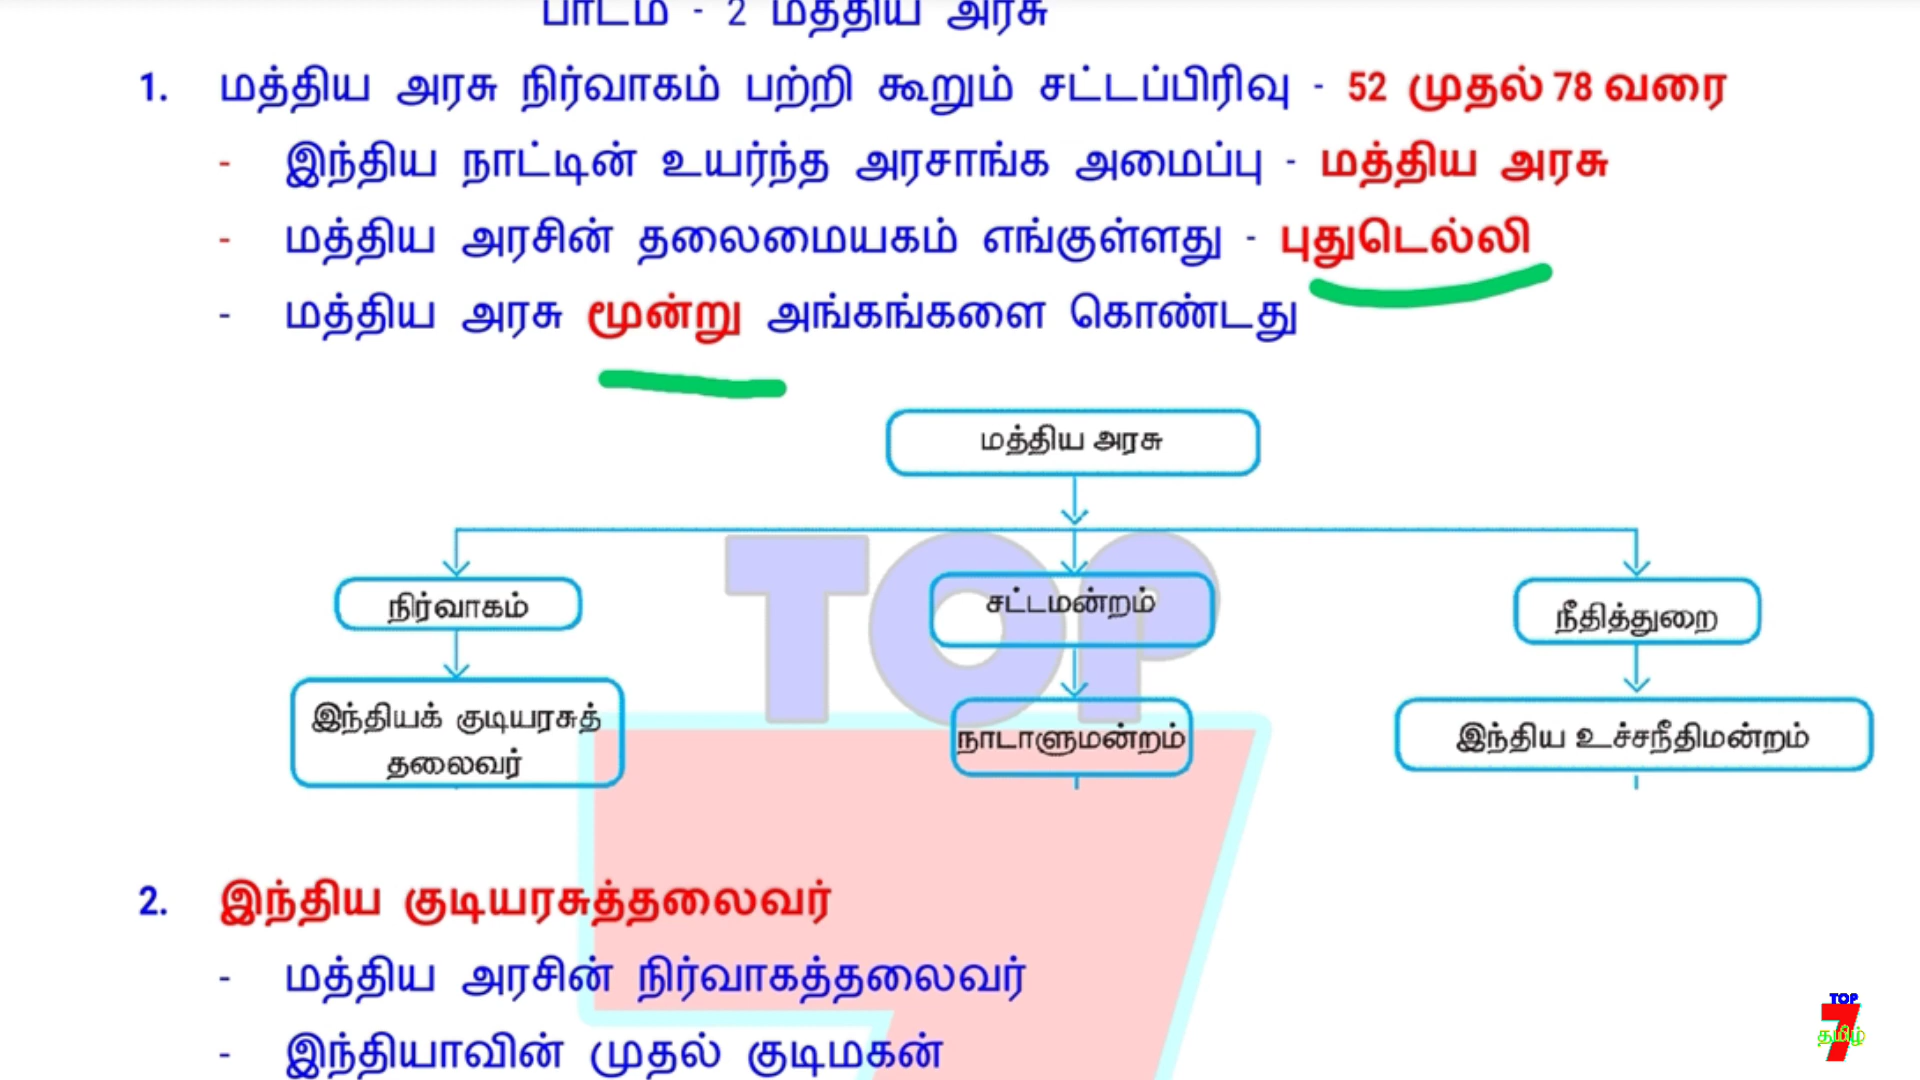 பாடம் - 2 மத்திய அரசு
1. மத்திய அரசு நிர்வாகம் பற்றி கூறும் சட்டப்பிரிவு - 52 முதல் 78 வரை
- இந்திய நாட்டின் உயர்ந்த அரசாங்க அமைப்பு - மத்திய அரசு
- மத்திய அரசின் தலைமையகம் எங்குள்ளது - புதுடெல்லி
- மத்திய அரசு மூன்று அங்கங்களை கொண்டது
மத்திய அரசு
நிர்வாகம் சட்டமன்றம் நீதித்துறை
இந்தியக் குடியரசுத்
தலைவர்
நாடாளுமன்றம்
இந்திய உச்சநீதிமன்றம்
TOP
7
2. இந்திய குடியரசுத்தலைவர்
- மத்திய அரசின் நிர்வாகத்தலைவர்
- இந்தியாவின் முதல் குடிமகன்
TOP
7
தமிழ்